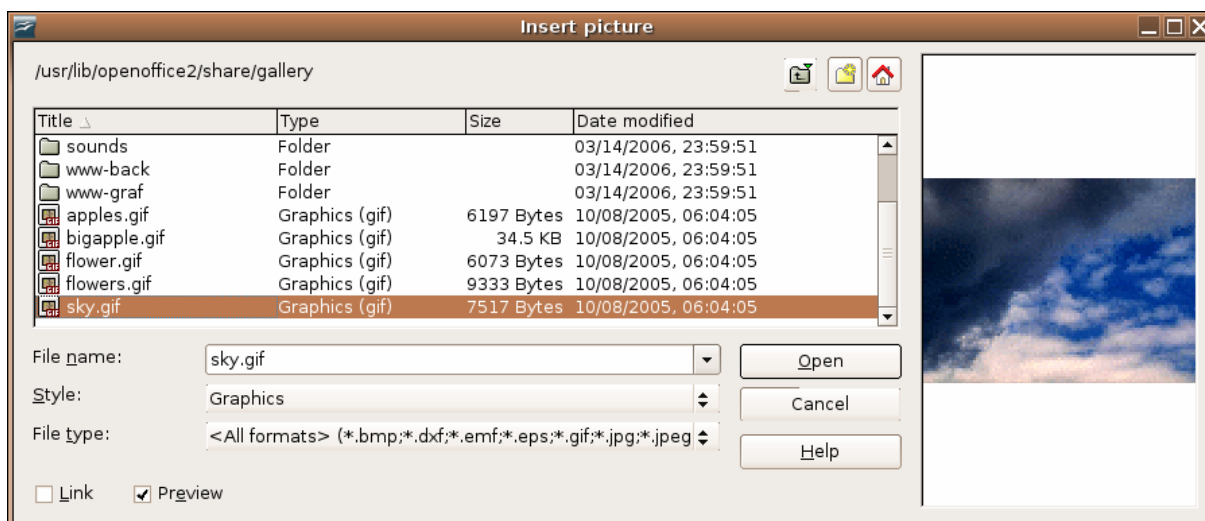 Insert picture
/usr/lib/openoffice2/share/gallery
Title Type Size Date modified
sounds Folder 03/14/2006, 23:59:51
www-back Folder 03/14/2006, 23:59:51
www-graf Folder 03/14/2006, 23:59:51
apples.gif Graphics (gif) 6197 Bytes 10/08/2005, 06:04:05
bigapple.gif Graphics (gif) 34.5 KB 10/08/2005, 06:04:05
flower.gif Graphics (gif) 6073 Bytes 10/08/2005, 06:04:05
flowers.gif Graphics (gif) 9333 Bytes 10/08/2005, 06:04:05
sky.gif Graphics (gif) 7517 Bytes 10/08/2005, 06:04:05
File name: sky.gif Open
Style: Graphics Cancel
File type: <All formats> (*.bmp;*.dxf;*.emf;*.eps;*.gif;*.jpg;*.jpeg Help
Link Preview